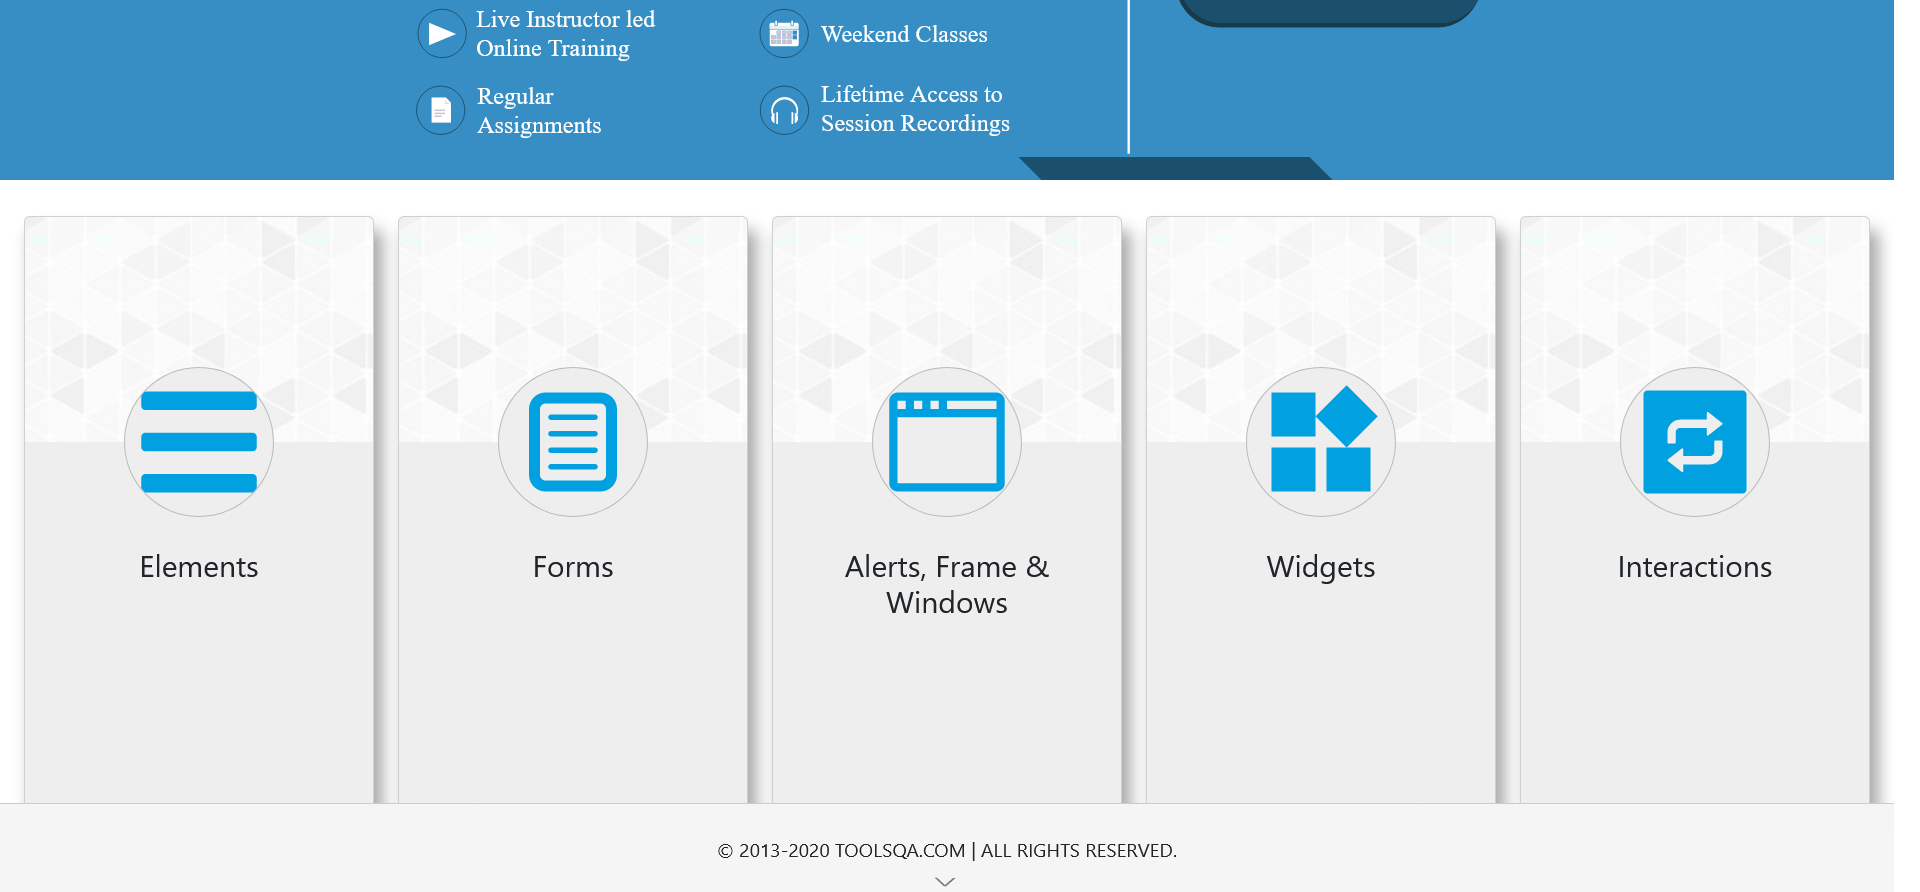 Live Instructor led
Online Training
Weekend Classes
Regular
Assignments
Lifetime Access to
Session Recordings
Elements
Forms
Alerts, Frame &
Windows
Widgets
Interactions
© 2013-2020 TOOLSQA.COM | ALL RIGHTS RESERVED.